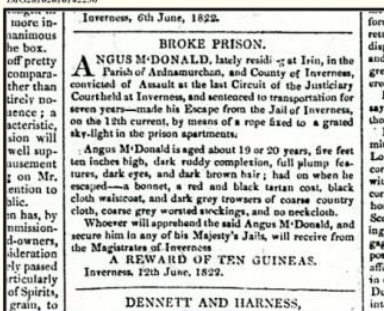 more in-
nanimous
he box.
off pretty
compara-
ther than
tirely no-
uence; a
acteristic,
sion will
well sup-
ausement
on Mr.
ention to
blic.
en has, by
mmission-
d-owners,
sideration
ely passed
rticularly
of Spirits,
grain, to
Inverness, 6th June, 1822.
BROKE PRISON.
ANGUS M'DONALD, lately residi g at Irin, in the
Parish of Ardnamurchan, and County of Inverness,
convicted of Assault at the last Circuit of the Justiciary
Courtheld at Inverness, and sentenced to transportation for
seven years—made his Escape from the Jail of Inverness,
on the 12th current, by means of a rope fixed to a grated
sky-light in the prison apartments.
Angus M'Donald is aged about 19 or 20 years, five feet
ten inches high, dark ruddy complexion, full plump fea-
tures, dark eyes, and dark brown hair; had on when he
escaped—a bonnet, a red and black tartan coat, black
cloth waistcoat, and dark grey trowsers of coarse country
cloth, coarse grey worsted stockings, and no neckcloth.
Whoever will apprehend the said Angus M'Donald, and
secure him in any of his Majesty's Jails, will receive from
the Magistrates of Inverness
A REWARD OF TEN GUINEAS.
Inverness, 12th June, 1822.
DENNETT AND HARNESS,